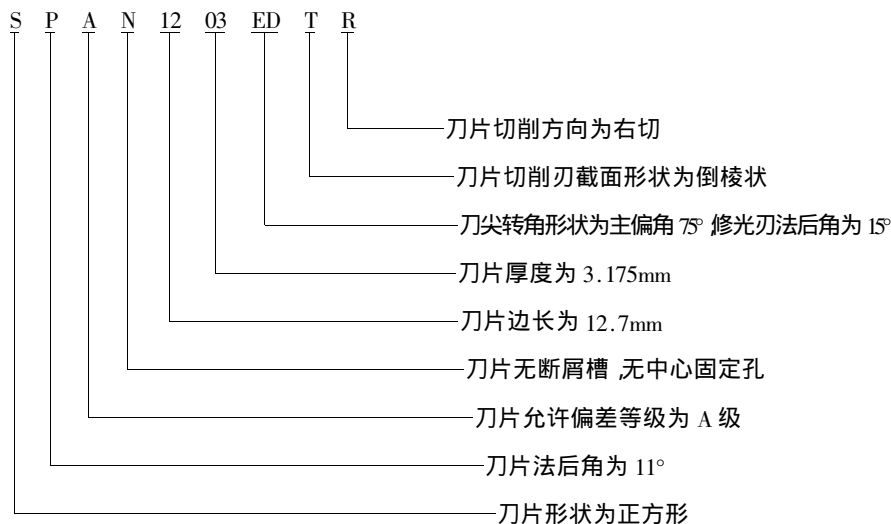 S P A N 12 03 ED T R
刀片切削方向为右切
刀片切削刃截面形状为倒棱状
刀尖转角形状为主偏角 75° ,修光刃法后角为 15°
刀片厚度为 3.175mm
刀片边长为 12.7mm
刀片无断屑槽 ,无中心固定孔
刀片允许偏差等级为 A 级
刀片法后角为 11°
刀片形状为正方形